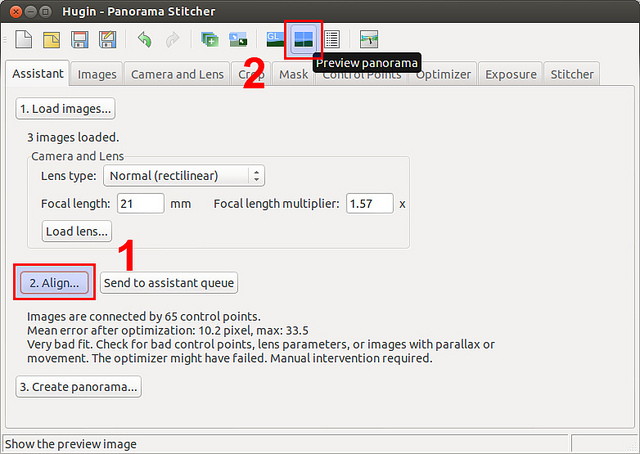 Hugin - Panorama Stitcher
GL
2
Preview panorama
Assistant Images Camera and Lens Crop Mask Control Points Optimizer Exposure Stitcher
1. Load images...
3 images loaded.
Camera and Lens
Lens type: Normal (rectilinear)
Focal length: 21 mm Focal length multiplier: 1.57 x
Load lens...
1
2. Align... Send to assistant queue
Images are connected by 65 control points.
Mean error after optimization: 10.2 pixel, max: 33.5
Very bad fit. Check for bad control points, lens parameters, or images with parallax or
movement. The optimizer might have failed. Manual intervention required.
3. Create panorama...
Show the preview image